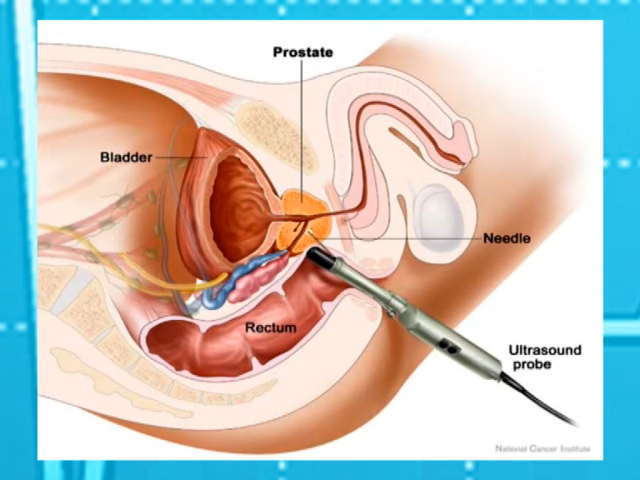 Prostate
Bladder
Needle
Rectum
Ultrasound
probe
National Cancer Institute